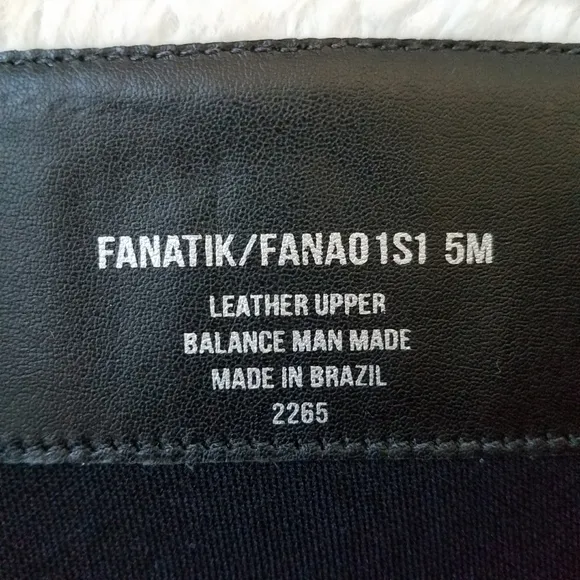 FANATIK/FANA01S1 5M
LEATHER UPPER
BALANCE MAN MADE
MADE IN BRAZIL
2265